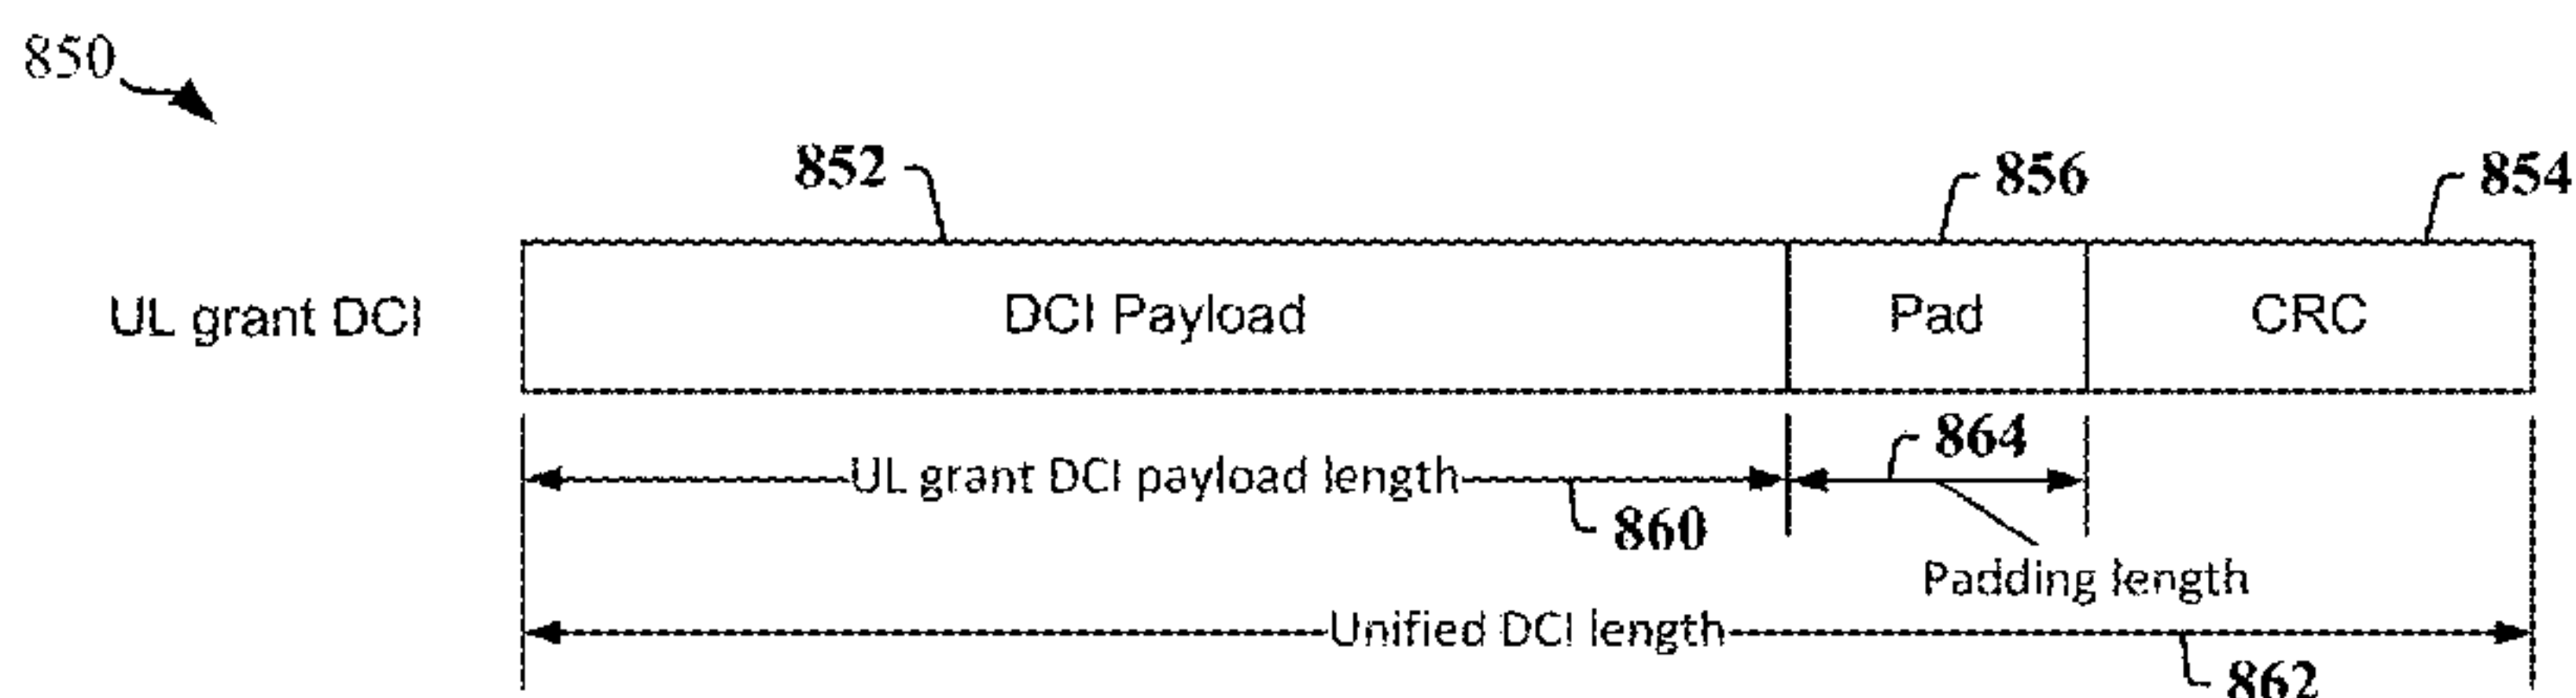 850
852
856
854
UL grant DCI
DCI Payload
Pad
CRC
864
UL grant DCI payload length
860
Padding length
Unified DCI length
862